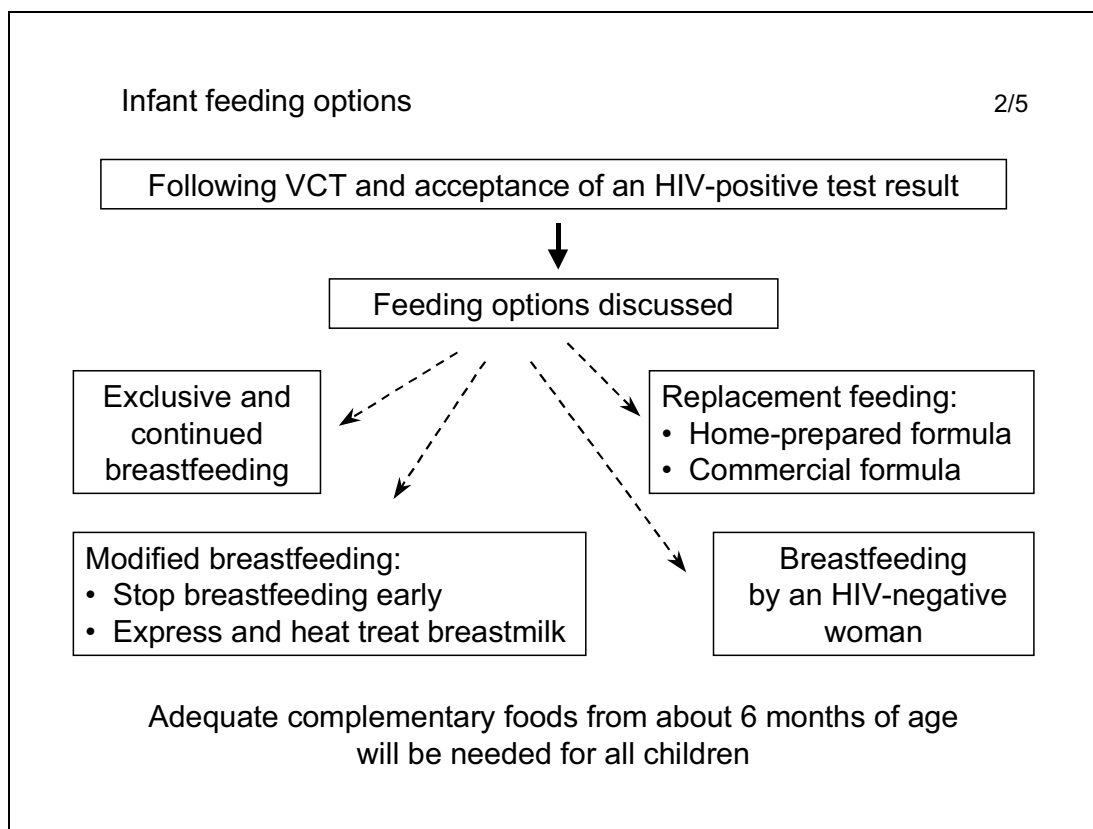 Infant feeding options
2/5
Following VCT and acceptance of an HIV-positive test result
Feeding options discussed
Exclusive and
continued
breastfeeding
Replacement feeding:
• Home-prepared formula
• Commercial formula
Modified breastfeeding:
• Stop breastfeeding early
• Express and heat treat breastmilk
Breastfeeding
by an HIV-negative
woman
Adequate complementary foods from about 6 months of age
will be needed for all children